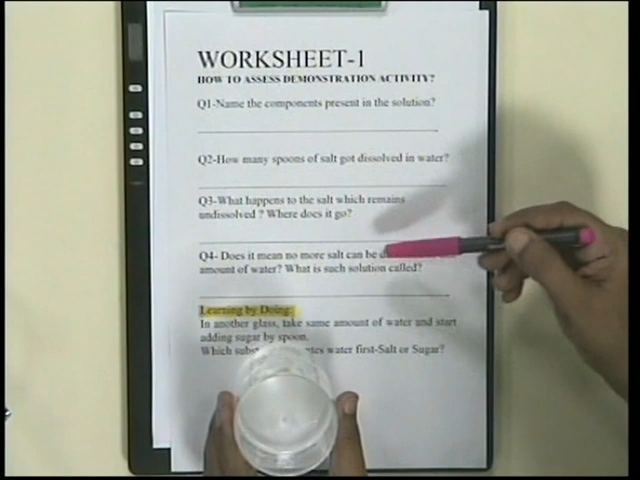 WORKSHEET-1
HOW TO ASSESS DEMONSTRATION ACTIVITY?
Q1-Name the components present in the solution?
Q2-How many spoons of salt got dissolved in water?
Q3-What happens to the salt which remains
undissolved ? Where does it go?
Q4- Does it mean no more salt can be
amount of water? What is such solution called?
Learning by Doing:
In another glass, take same amount of water and start
adding sugar by spoon.
Which water first-Salt or Sugar?